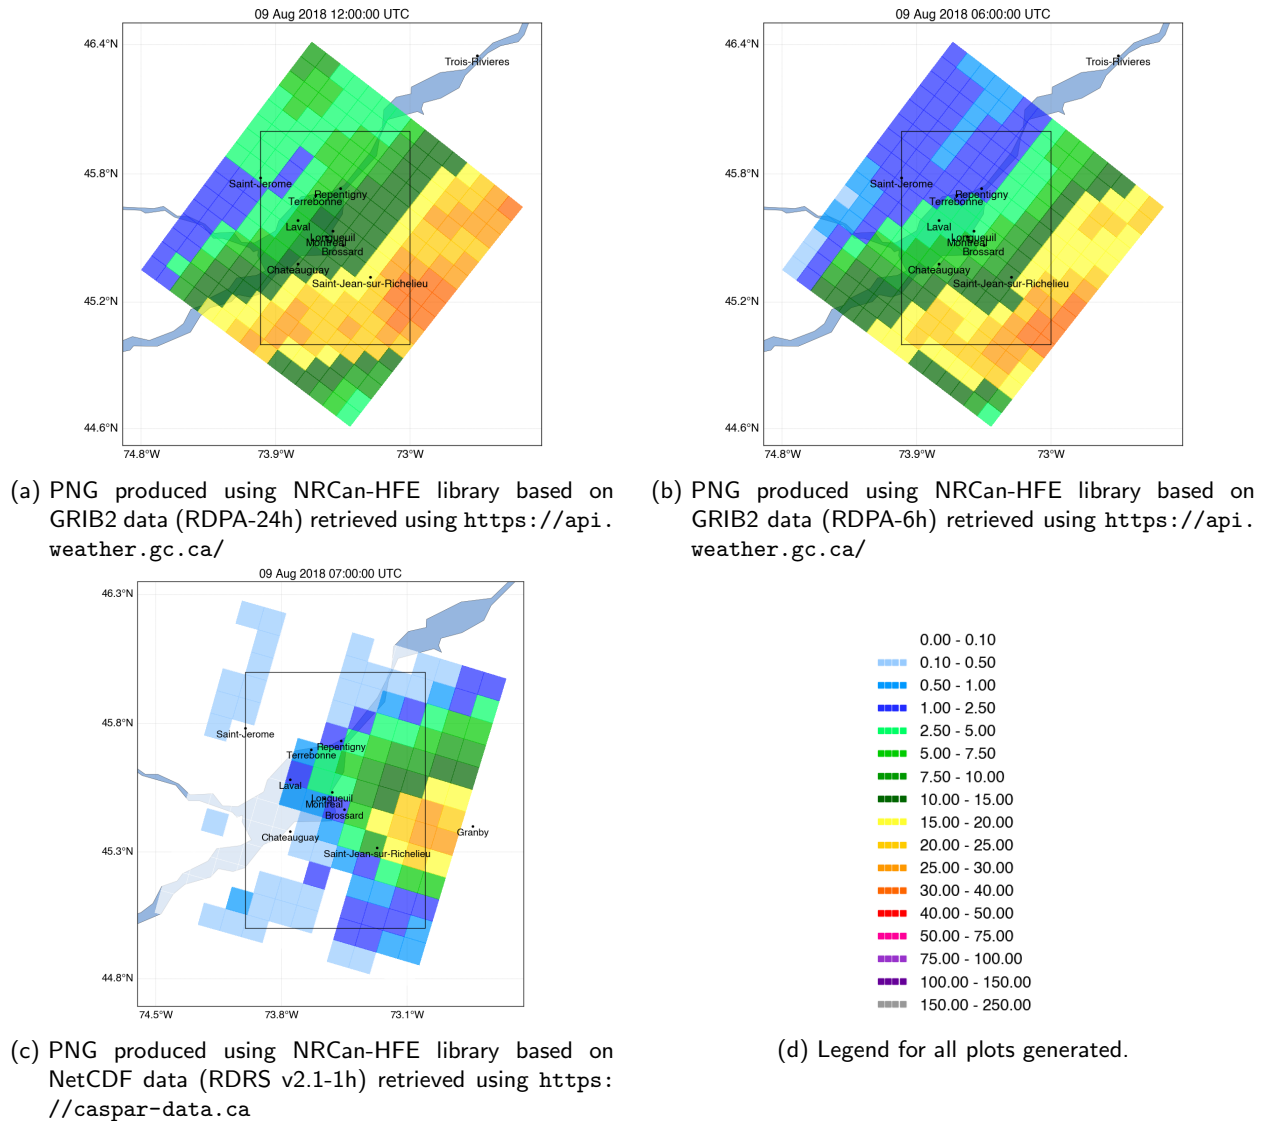 09 Aug 2018 12:00:00 UTC
46.4°N
45.8°N
45.2°N
44.6°N
74.8°W
73.9°W
73°W
Trois-Rivieres
Saint-Jerome
Repentigny
Terrebonne
Laval
Longueuil
Montreal
Brossard
Chateauguay
Saint-Jean-sur-Richelieu
(a) PNG produced using NRCan-HFE library based on
GRIB2 data (RDPA-24h) retrieved using https://api.
weather.gc.ca/
09 Aug 2018 06:00:00 UTC
46.4°N
45.8°N
45.2°N
44.6°N
74.8°W
73.9°W
73°W
Trois-Rivieres
Saint-Jerome
Repentigny
Terrebonne
Laval
Longueuil
Montreal
Brossard
Chateauguay
Saint-Jean-sur-Richelieu
(b) PNG produced using NRCan-HFE library based on
GRIB2 data (RDPA-6h) retrieved using https://api.
weather.gc.ca/
09 Aug 2018 07:00:00 UTC
46.3°N
45.8°N
45.3°N
44.8°N
74.5°W
73.8°W
73.1°W
Saint-Jerome
Repentigny
Terrebonne
Laval
Longueuil
Montreal
Brossard
Granby
Chateauguay
Saint-Jean-sur-Richelieu
(c) PNG produced using NRCan-HFE library based on
NetCDF data (RDRS v2.1-1h) retrieved using https:
//caspar-data.ca
0.00 - 0.10
0.10 - 0.50
0.50 - 1.00
1.00 - 2.50
2.50 - 5.00
5.00 - 7.50
7.50 - 10.00
10.00 - 15.00
15.00 - 20.00
20.00 - 25.00
25.00 - 30.00
30.00 - 40.00
40.00 - 50.00
50.00 - 75.00
75.00 - 100.00
100.00 - 150.00
150.00 - 250.00
(d) Legend for all plots generated.